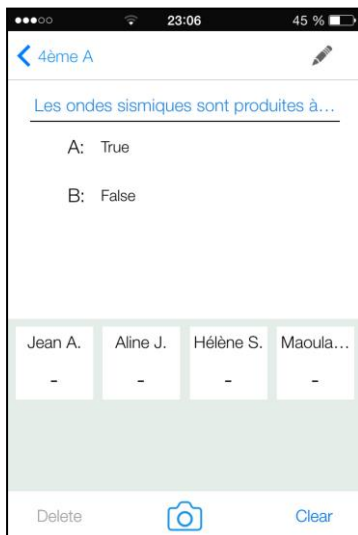 23:06 45 %
4ème A
Les ondes sismiques sont produites à...
A: True
B: False
Jean A. Aline J. Hélène S. Maoula...
- - - -
Delete Clear